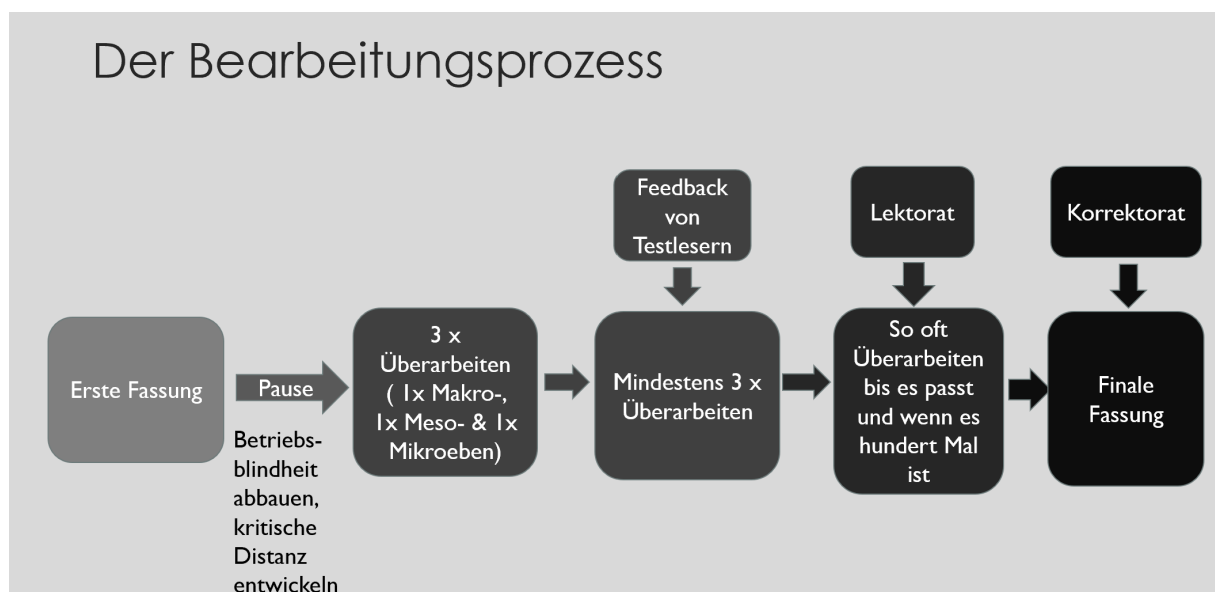 Der Bearbeitungsprozess
Feedback
von
Testlesern
Lektorat
Korrektorat
Erste Fassung
Pause
Betriebs-
blindheit
abbauen,
kritische
Distanz
entwickeln
3 x
Überarbeiten
( 1x Makro-,
1x Meso- & 1x
Mikroeben)
Mindestens 3 x
Überarbeiten
So oft
Überarbeiten
bis es passt
und wenn es
hundert Mal
ist
Finale
Fassung